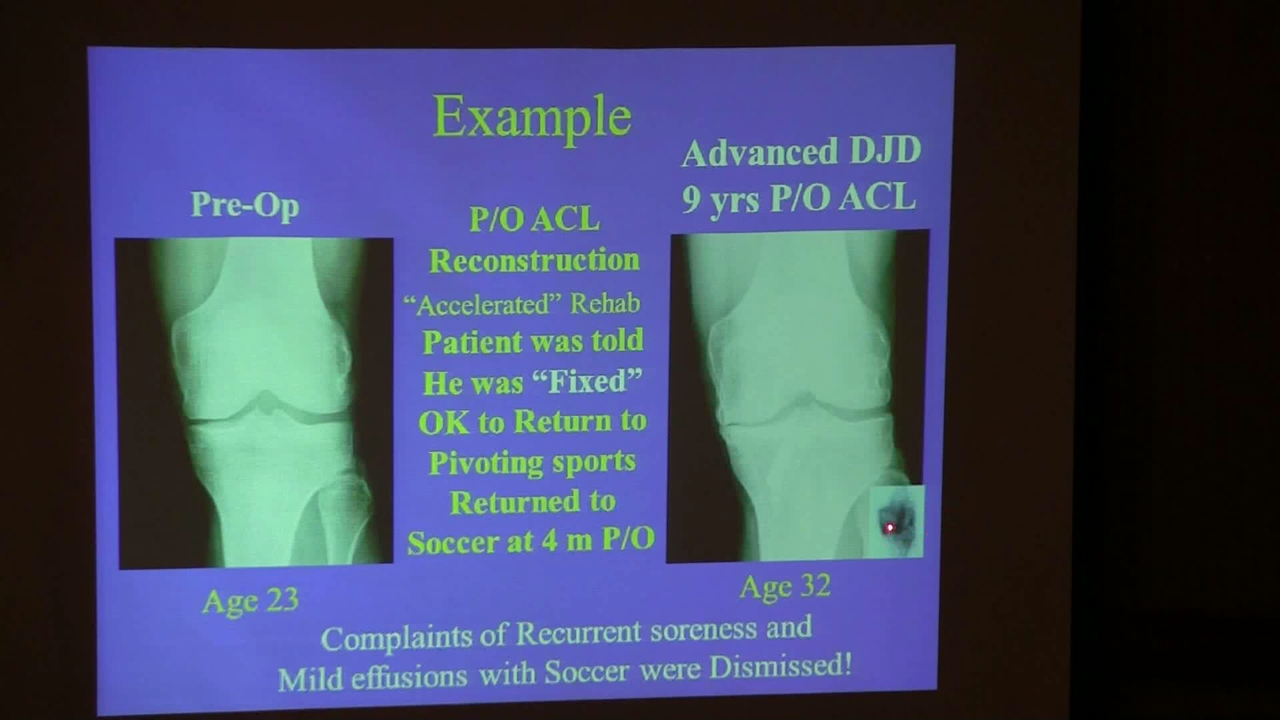 Example
Pre-Op
Advanced DJD
9 yrs P/O ACL
P/O ACL
Reconstruction
“Accelerated” Rehab
Patient was told
He was “Fixed”
OK to Return to
Pivoting sports
Returned to
Soccer at 4 m P/O
Age 23
Age 32
Complaints of Recurrent soreness and
Mild effusions with Soccer were Dismissed!